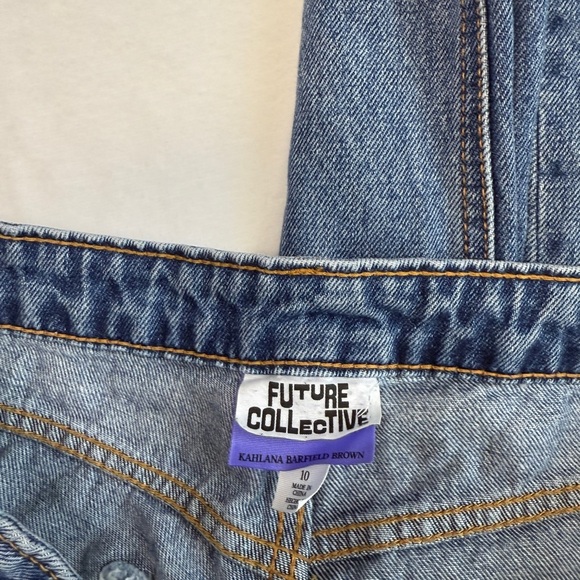 FUTURE
COLLECTIVE
KAHLANA BARFIELD BROWN
10
MADE IN
CHINA